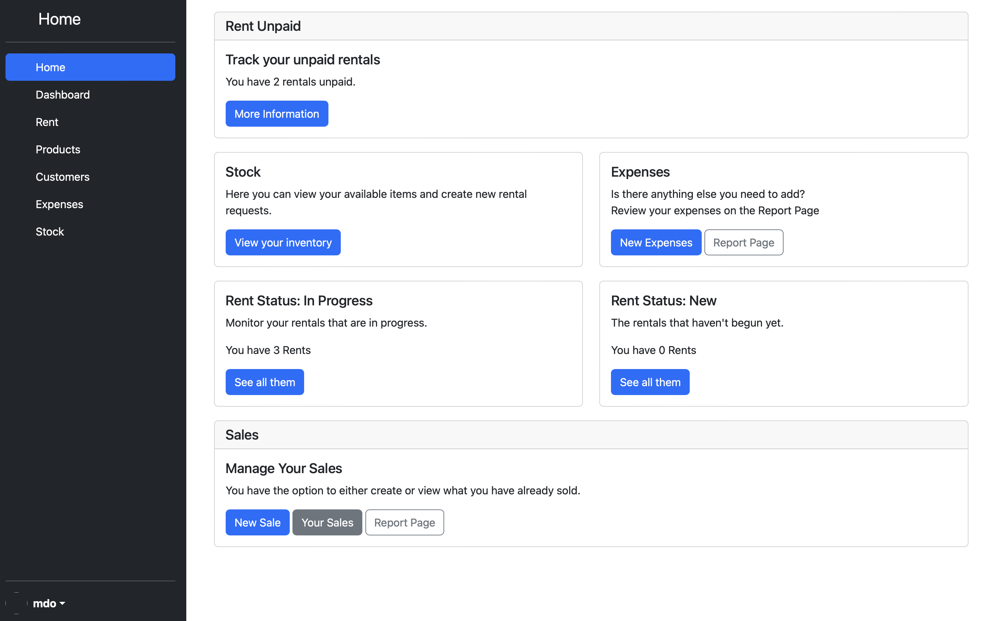 Home
Home
Dashboard
Rent
Products
Customers
Expenses
Stock
mdo
Rent Unpaid
Track your unpaid rentals
You have 2 rentals unpaid.
More Information
Stock
Here you can view your available items and create new rental
requests.
View your inventory
Expenses
Is there anything else you need to add?
Review your expenses on the Report Page
New Expenses Report Page
Rent Status: In Progress
Monitor your rentals that are in progress.
You have 3 Rents
See all them
Rent Status: New
The rentals that haven't begun yet.
You have 0 Rents
See all them
Sales
Manage Your Sales
You have the option to either create or view what you have already sold.
New Sale Your Sales Report Page